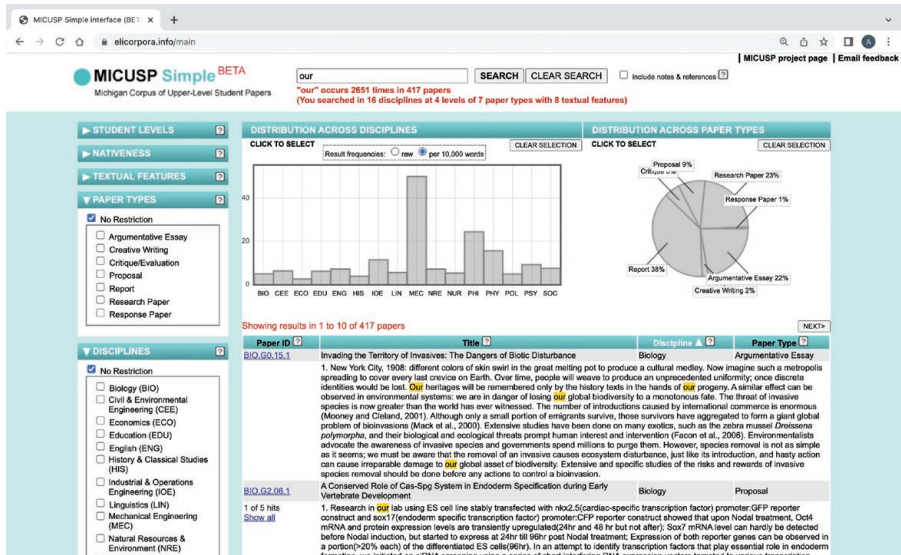 MICUSP Simple Interface (BET
elicorpora.info/main
MICUSP project page | Email feedback
MICUSP Simple BETA
Michigan Corpus of Upper-Level Student Papers
our
SEARCH
CLEAR SEARCH
Include notes & references ?
"our" occurs 2651 times in 417 papers
(You searched in 16 disciplines at 4 levels of 7 paper types with 8 textual features)
STUDENT LEVELS ?
NATIVENESS ?
TEXTUAL FEATURES ?
PAPER TYPES ?
No Restriction
Argumentative Essay
Creative Writing
Critique/Evaluation
Proposal
Report
Research Paper
Response Paper
DISCIPLINES ?
No Restriction
Biology (BIO)
Civil & Environmental
Engineering (CEE)
Economics (ECO)
Education (EDU)
English (ENG)
History & Classical Studies
(HIS)
Industrial & Operations
Engineering (IOE)
Linguistics (LIN)
Mechanical Engineering
(MEC)
Natural Resources &
Environment (NRE)
DISTRIBUTION ACROSS DISCIPLINES
CLICK TO SELECT
Result frequencies: raw per 10,000 words
CLEAR SELECTION
40
20
0
BIO CEE ECO EDU ENG HIS IOE LIN MEC NRE NUR PHI PHY POL PSY SOC
DISTRIBUTION ACROSS PAPER TYPES
CLICK TO SELECT
CLEAR SELECTION
Proposal 9%
Research Paper 23%
Response Paper 1%
Report 38%
Argumentative Essay 22%
Creative Writing 2%
Showing results in 1 to 10 of 417 papers
NEXT>
Paper ID ? Title ? Discipline ? Paper Type ?
BIO.G0.15.1 Invading the Territory of Invasives: The Dangers of Biotic Disturbance Biology Argumentative Essay
1. New York City, 1908: different colors of skin swirl in the great melting pot to produce a cultural medley. Now imagine such a metropolis
spreading to cover every last crevice on Earth. Over time, people will weave to produce an unprecedented uniformity; once discrete
identities would be lost. Our heritages will be remembered only by the history texts in the hands of our progeny. A similar effect can be
observed in environmental systems: we are in danger of losing our global biodiversity to a monotonous fate. The threat of invasive
species is now greater than the world has ever witnessed. The number of introductions caused by international commerce is enormous
(Mooney and Cleland, 2001). Although only a small portion of emigrants survive, those survivors have aggregated to form a giant global
problem of bioinvasions (Mack et al., 2000). Extensive studies have been done on many exotics, such as the zebra mussel Dreissena
polymorpha, and their biological and ecological threats prompt human interest and intervention (Facon et al., 2006). Environmentalists
advocate the awareness of invasive species and governments spend millions to purge them. However, species removal is not as simple
as it seems; we must be aware that the removal of an invasive causes ecosystem disturbance, just like its introduction, and hasty action
can cause irreparable damage to our global asset of biodiversity. Extensive and specific studies of the risks and rewards of invasive
species removal should be done before any actions to control a bioinvasion.
BIO.G2.06.1 A Conserved Role of Cas-Spg System in Endoderm Specification during Early Biology Proposal
Vertebrate Development
1 of 5 hits
Show all
1. Research in our lab using ES cell line stably transfected with nkx2.5(cardiac-specific transcription factor) promoter:GFP reporter
construct and sox17(endoderm specific transcription factor) promoter:CFP reporter construct showed that upon Nodal treatment, Oct4
mRNA and protein expression levels are transiently upregulated(24hr and 48 hr but not after); Sox7 mRNA level can hardly be detected
before Nodal induction, but started to express at 24hr till 96hr post Nodal treatment; Expression of both reporter genes can be observed in
a portion(>20% each) of the differentiated ES cells(96hr). In an attempt to identify transcription factors that play essential role in endoderm